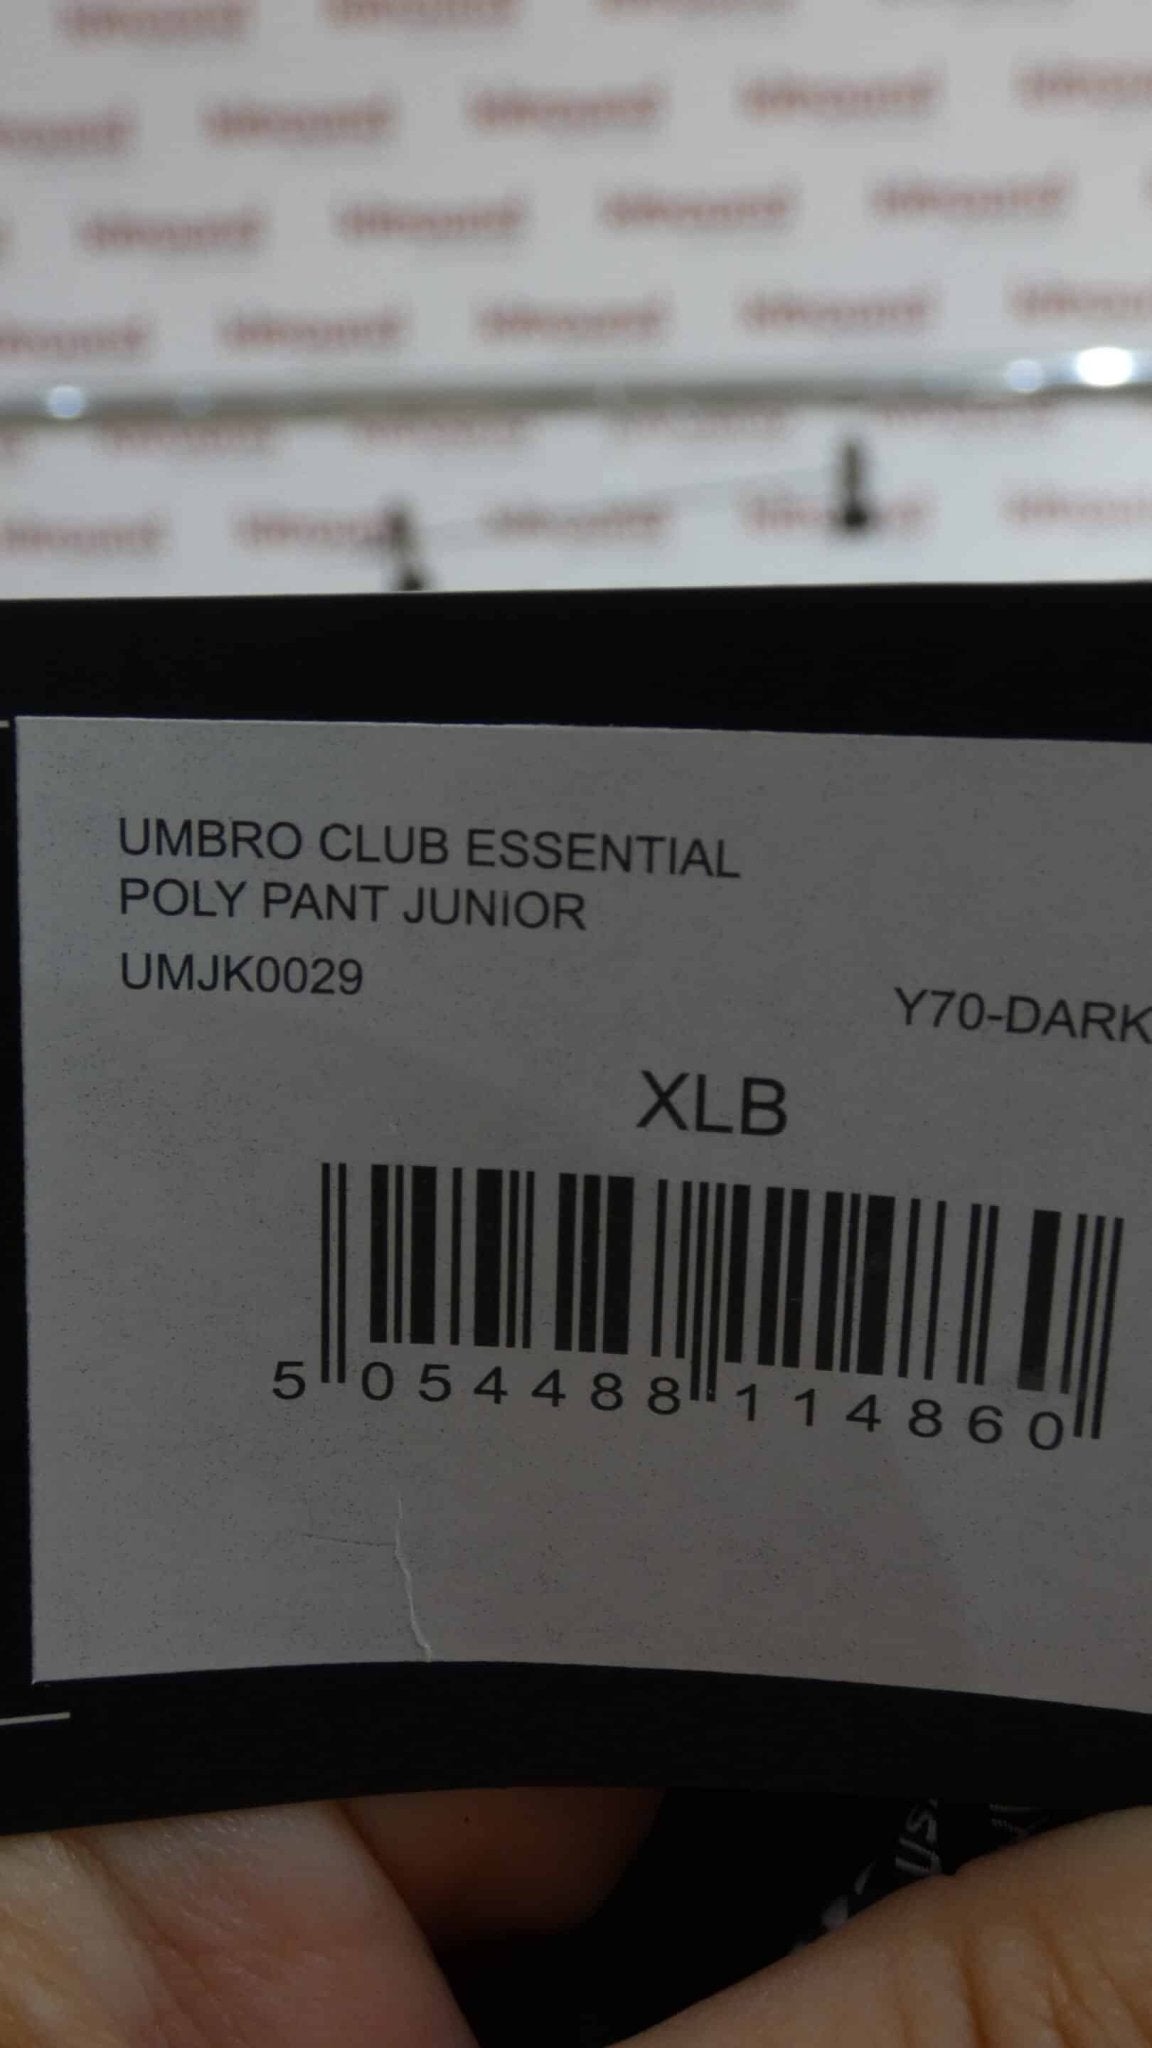 UMBRO CLUB ESSENTIAL
POLY PANT JUNIOR
UMJK0029
Y70-DARK
XLB
5 054488 114860